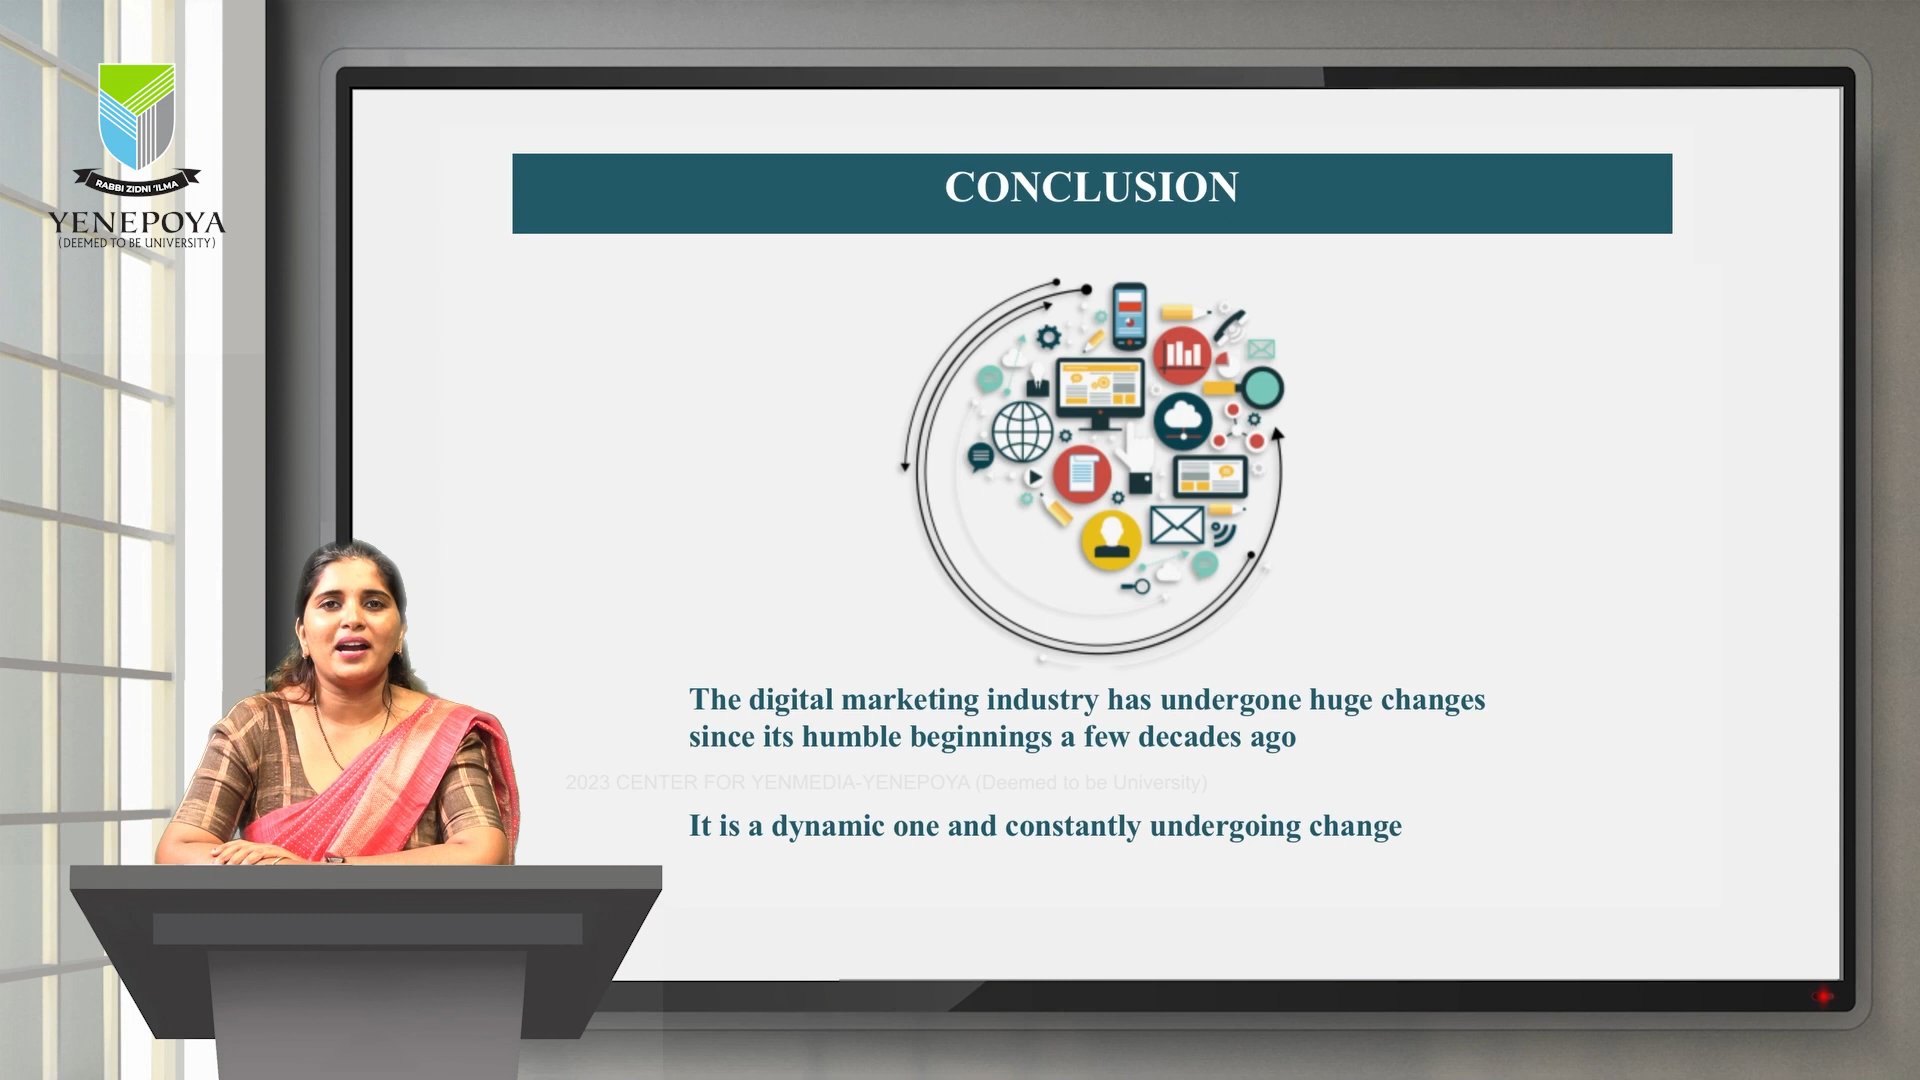 RABBI ZIDNI 'ILMA
YENEPOYA
(DEEMED TO BE UNIVERSITY)
CONCLUSION
The digital marketing industry has undergone huge changes
since its humble beginnings a few decades ago
2023 CENTER FOR YENMEDIA-YENEPOYA (Deemed to be University)
It is a dynamic one and constantly undergoing change